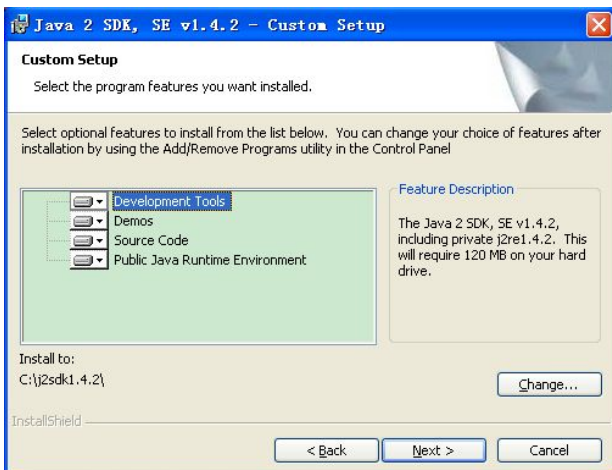 Java 2 SDK, SE v1.4.2 - Custom Setup
Custom Setup
Select the program features you want installed.
Select optional features to install from the list below.  You can change your choice of features after
installation by using the Add/Remove Programs utility in the Control Panel
Development Tools
Demos
Source Code
Public Java Runtime Environment
Feature Description
The Java 2 SDK, SE v1.4.2,
including private j2re1.4.2.  This
will require 120 MB on your hard
drive.
Install to:
C:\j2sdk1.4.2\
Change...
InstallShield
< Back
Next >
Cancel